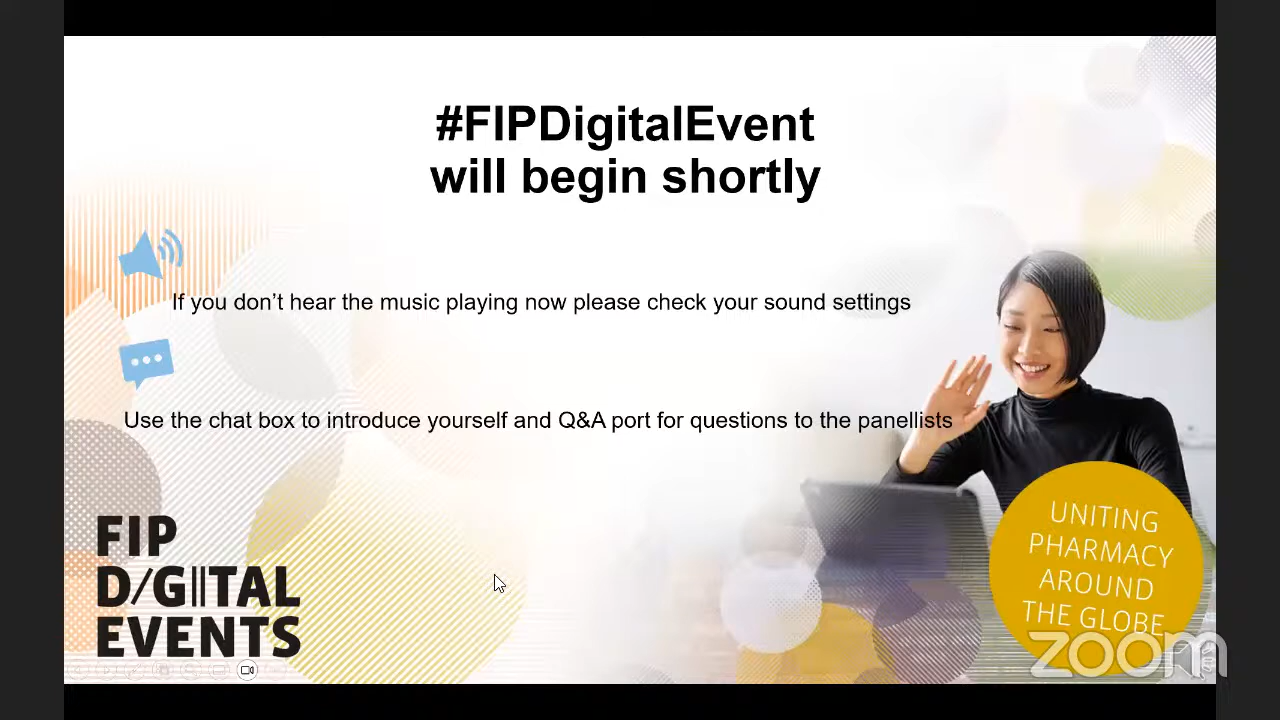 #FIPDigitalEvent
will begin shortly
If you don’t hear the music playing now please check your sound settings
Use the chat box to introduce yourself and Q&A port for questions to the panellists
FIP
DIGITAL
EVENTS
UNITING
PHARMACY
AROUND
THE GLOBE
zoom